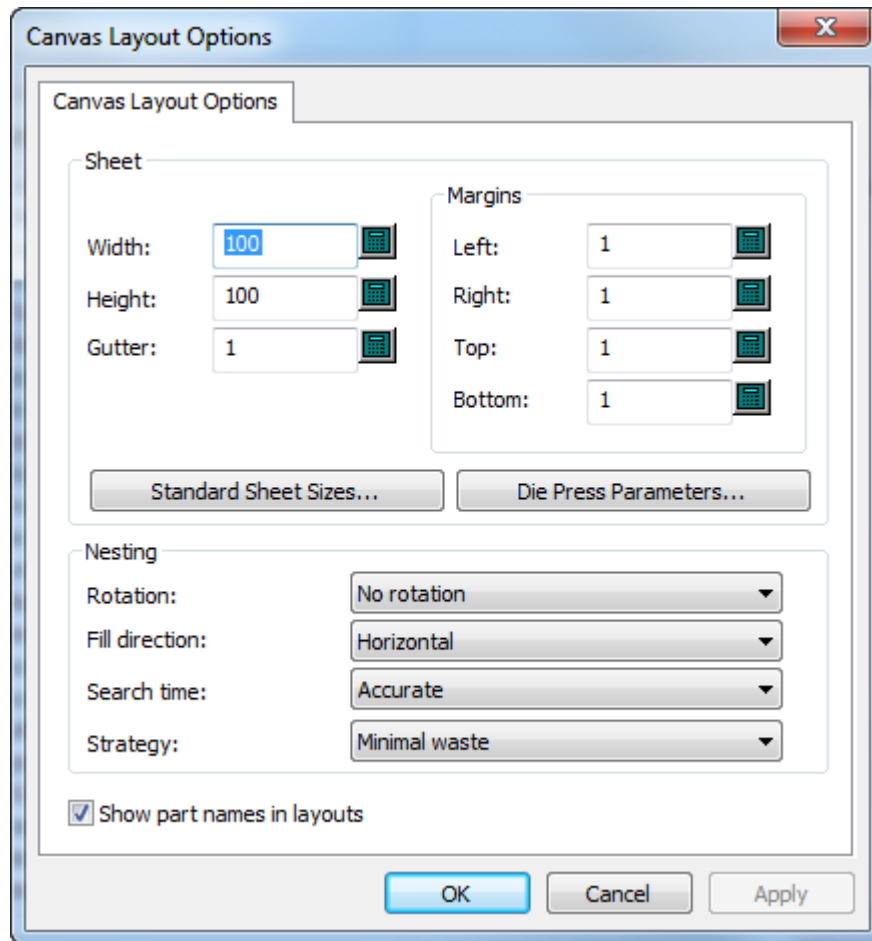 Canvas Layout Options
Canvas Layout Options
Sheet
Margins
Width: 100
Left: 1
Height: 100
Right: 1
Gutter: 1
Top: 1
Bottom: 1
Standard Sheet Sizes...
Die Press Parameters...
Nesting
Rotation: No rotation
Fill direction: Horizontal
Search time: Accurate
Strategy: Minimal waste
Show part names in layouts
OK
Cancel
Apply